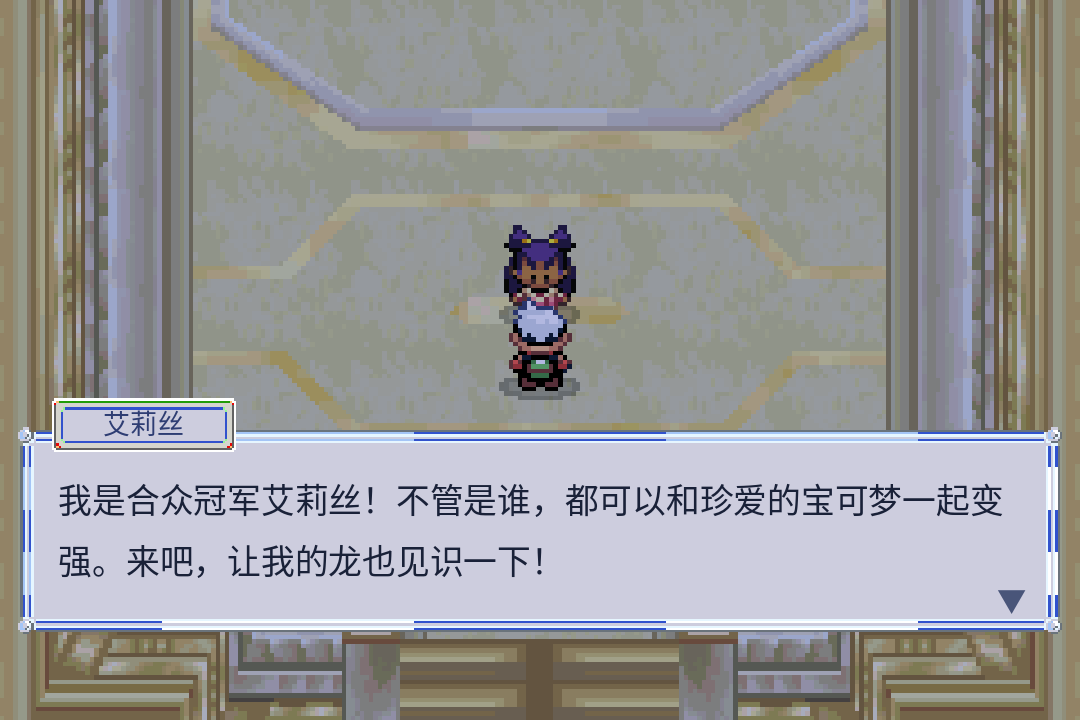 艾莉丝
我是合众冠军艾莉丝！不管是谁，都可以和珍爱的宝可梦一起变
强。来吧，让我的龙也见识一下！